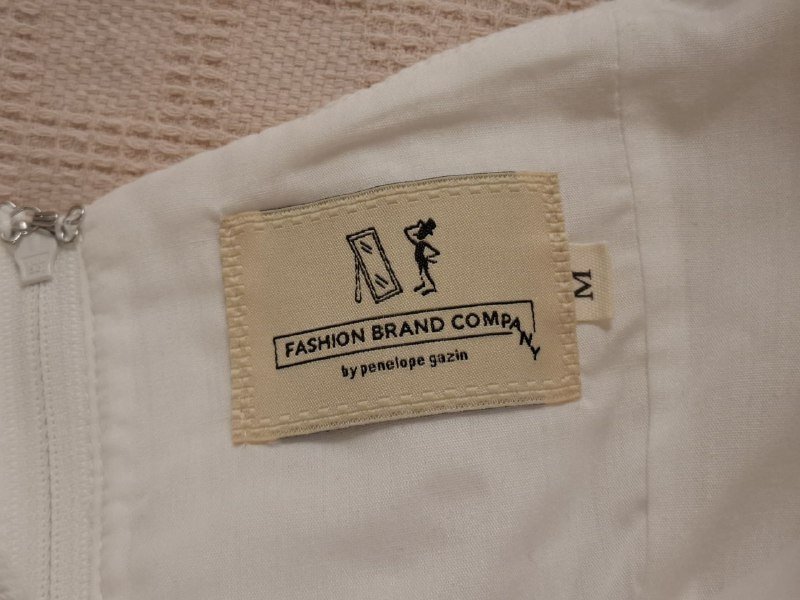 FASHION BRAND COMPANY
by penelope gazin
M